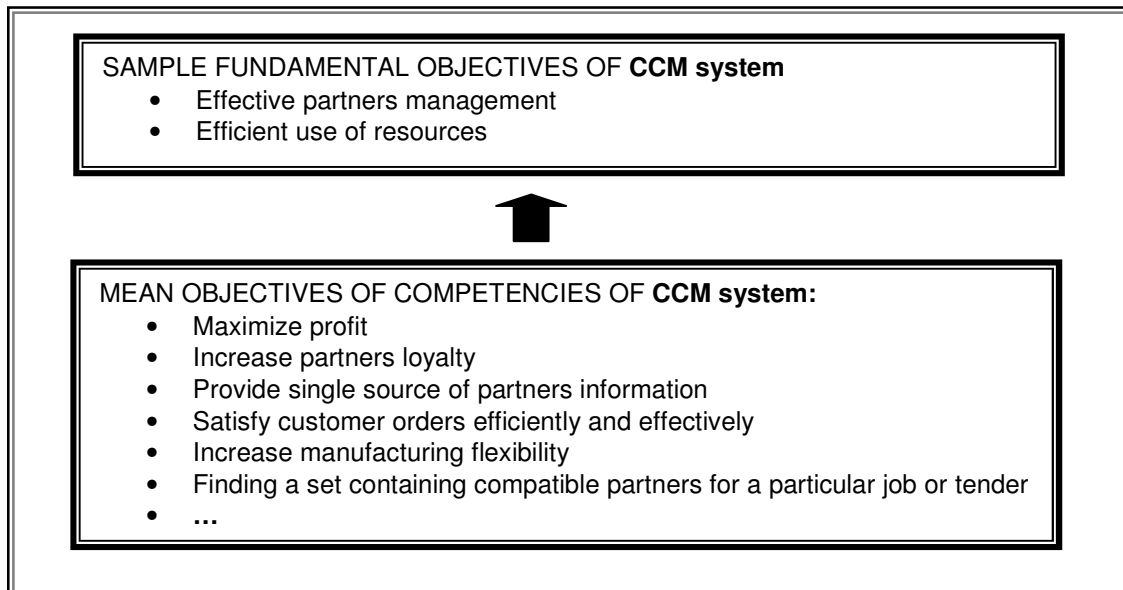 SAMPLE FUNDAMENTAL OBJECTIVES OF CCM system
• Effective partners management
• Efficient use of resources
MEAN OBJECTIVES OF COMPETENCIES OF CCM system:
• Maximize profit
• Increase partners loyalty
• Provide single source of partners information
• Satisfy customer orders efficiently and effectively
• Increase manufacturing flexibility
• Finding a set containing compatible partners for a particular job or tender
• ...